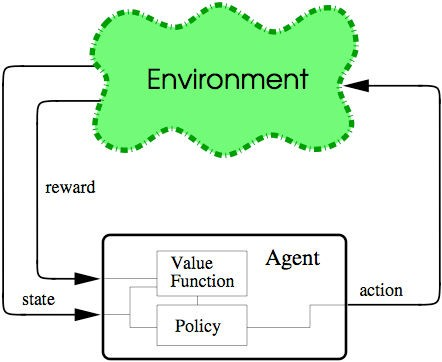 Environment
reward
Value
Function
Agent
state
Policy
action